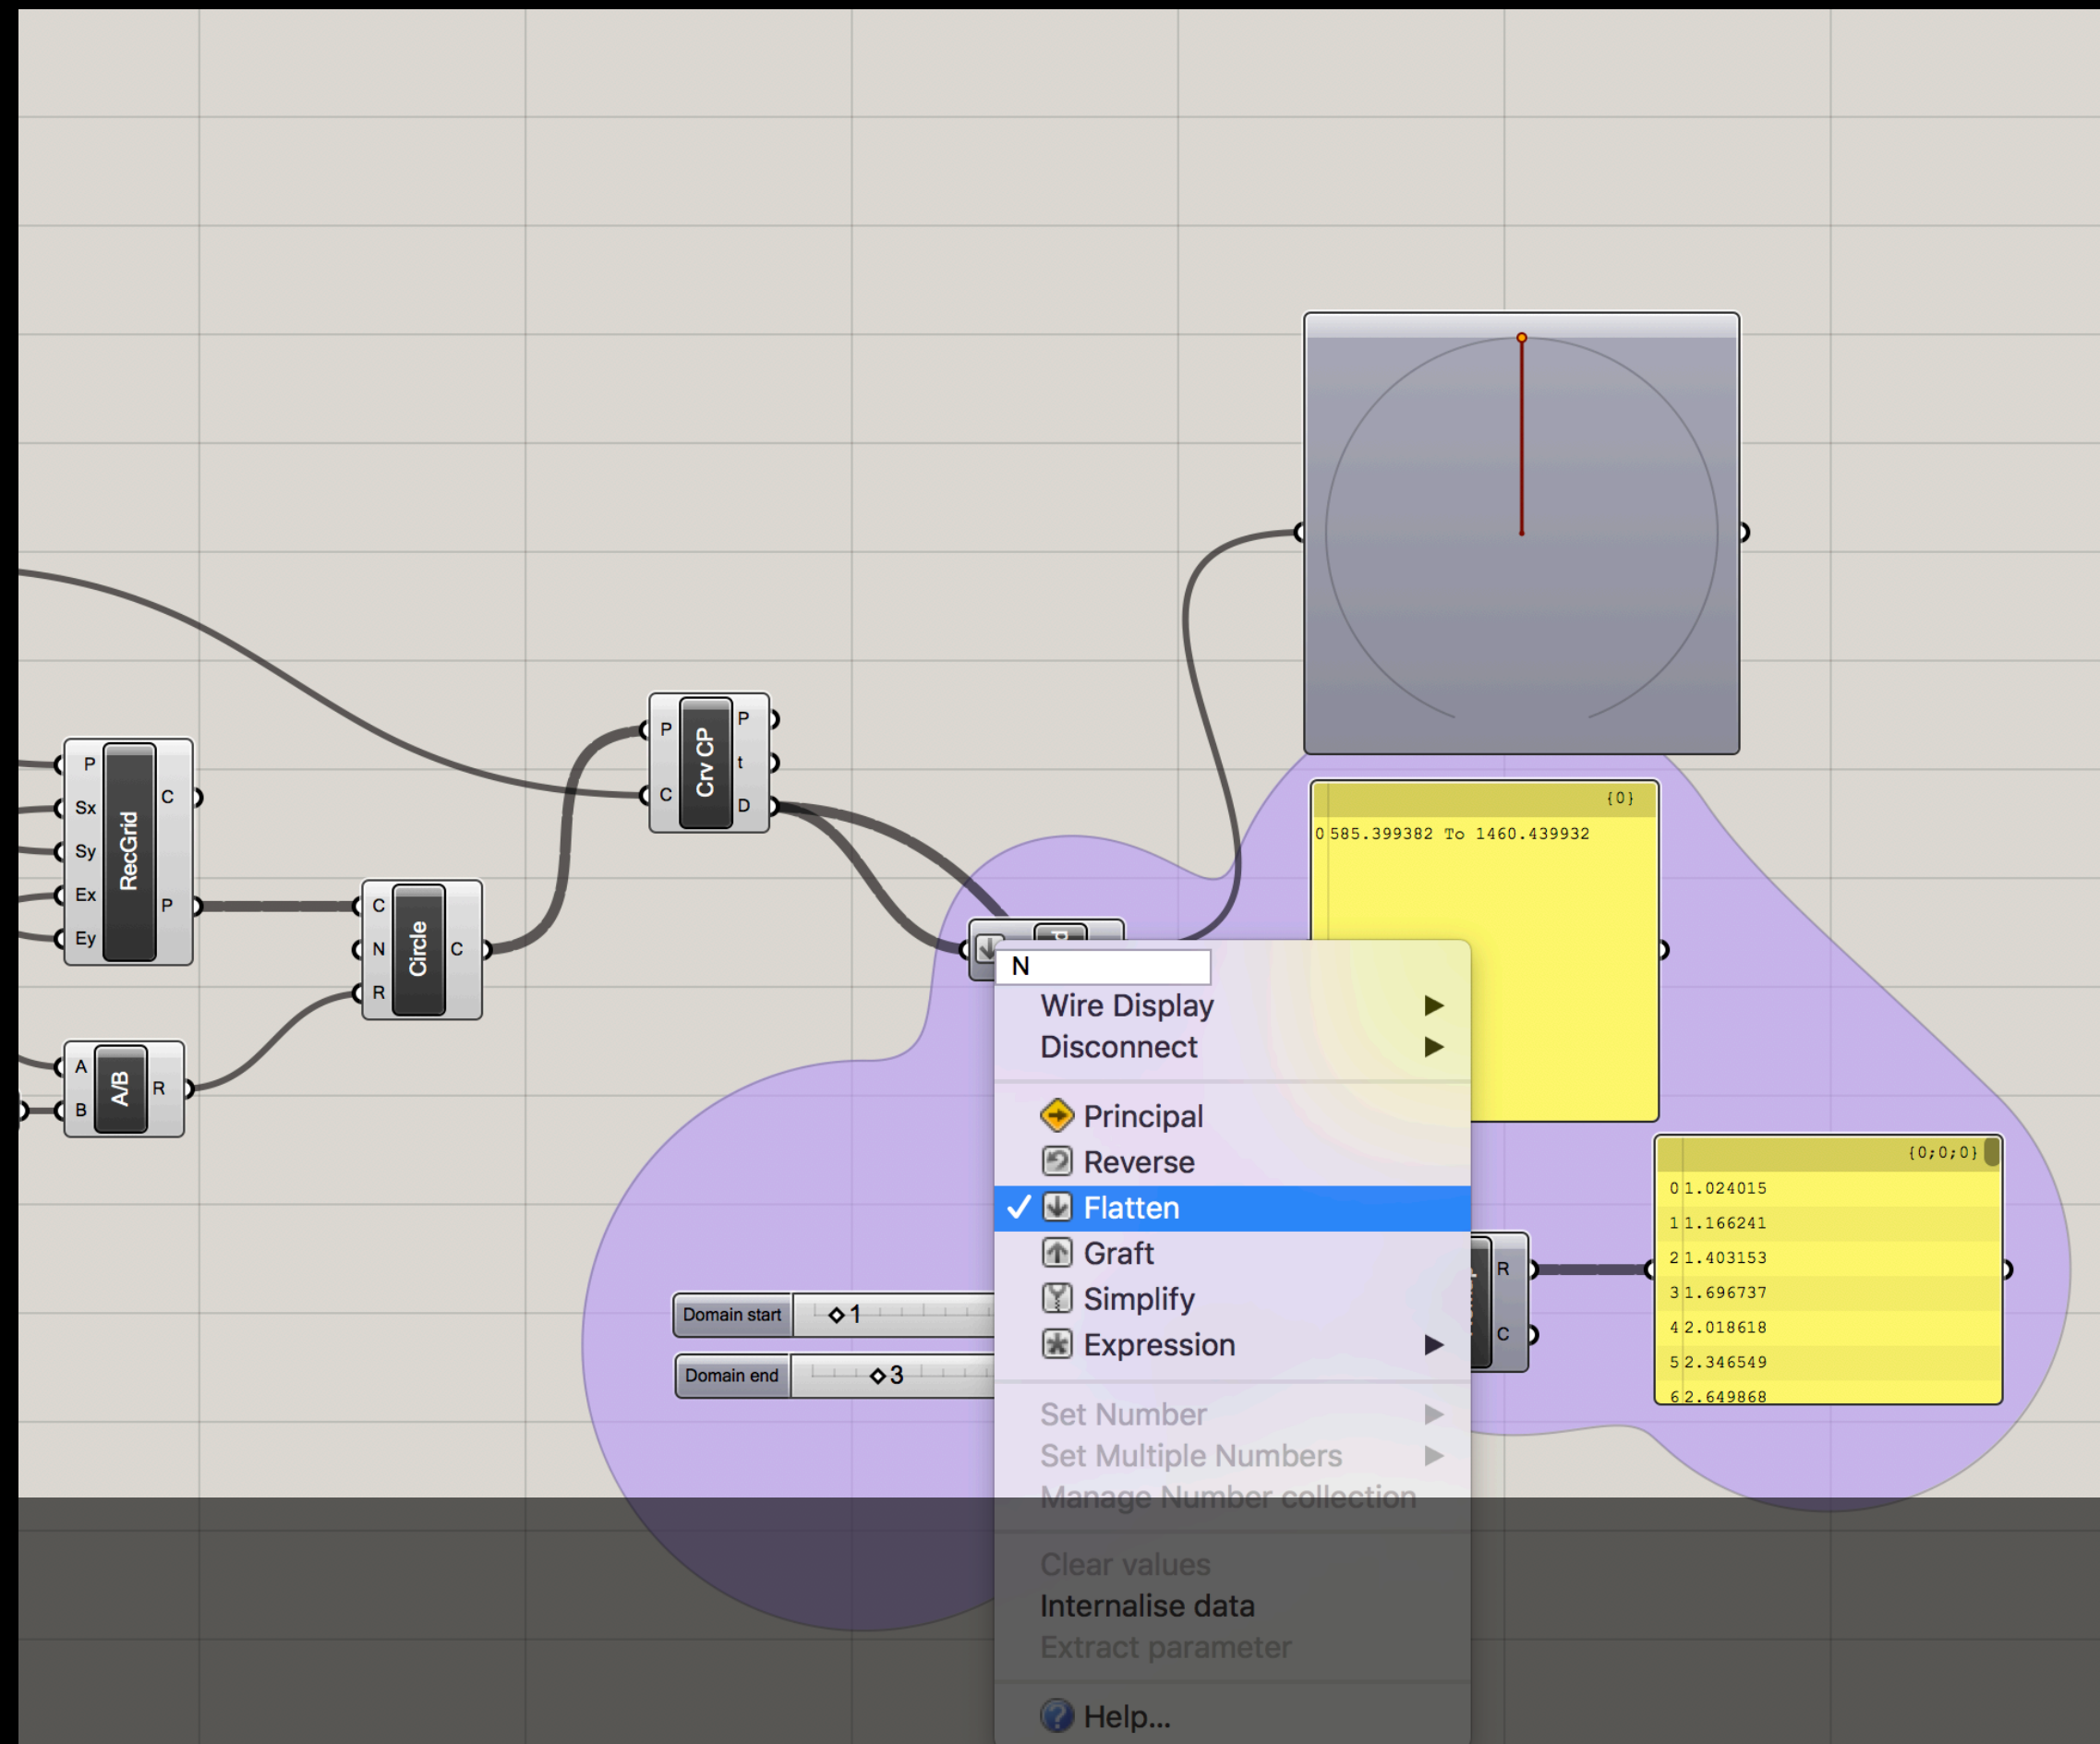 P
Sx
Sy
Ex
Ey
RecGrid
C
P
A
B
A/B
R
C
N
R
Circle
C
P
C
Crv CP
P
t
D
{0}
0 585.399382 To 1460.439932
N
Wire Display
Disconnect
Principal
Reverse
Flatten
Graft
Simplify
Expression
Set Number
Set Multiple Numbers
Manage Number collection
Clear values
Internalise data
Extract parameter
Help...
Domain start
1
Domain end
3
R
C
{0;0;0}
0 1.024015
1 1.166241
2 1.403153
3 1.696737
4 2.018618
5 2.346549
6 2.649868